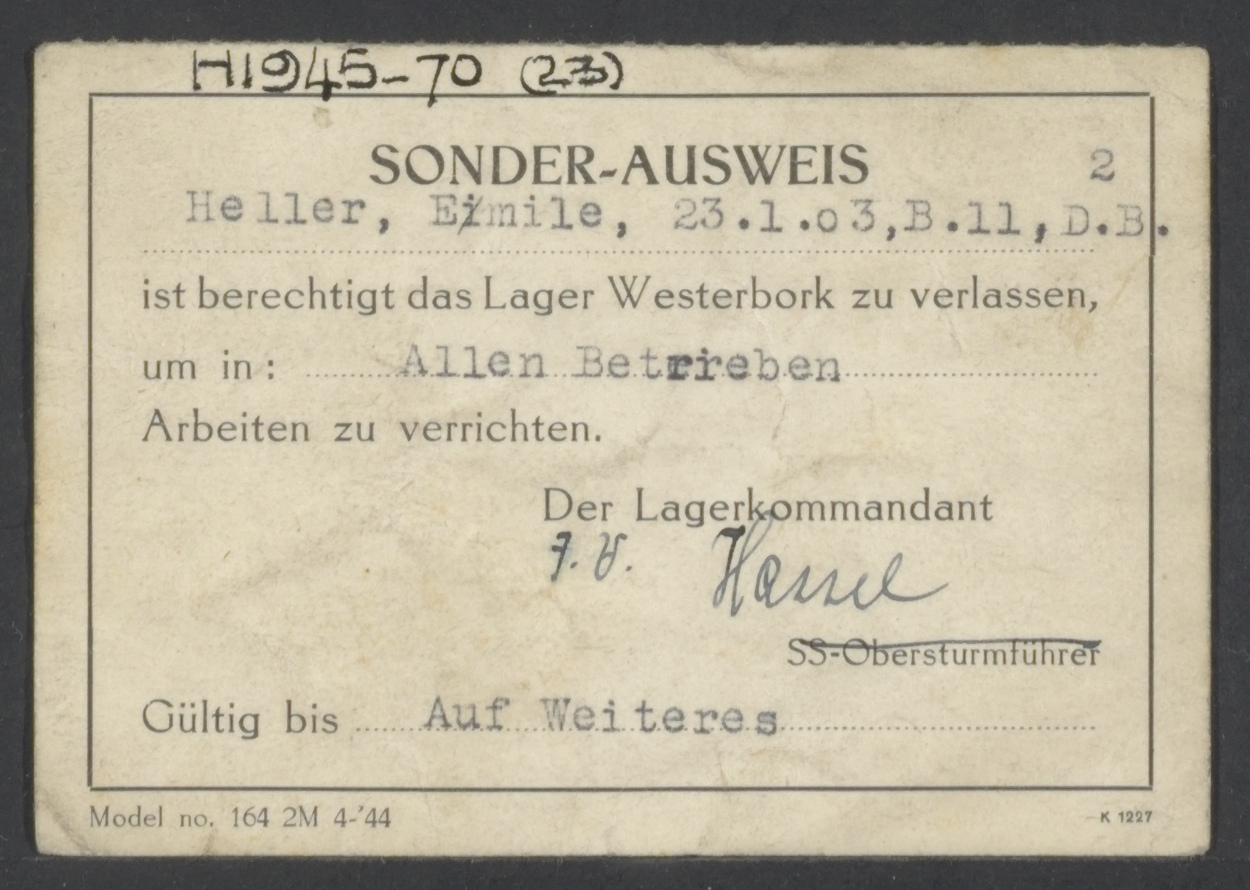 H1945-70 (23)
SONDER-AUSWEIS 2
Heller, Eimile, 23.1.o3,B.11,D.B.
ist berechtigt das Lager Westerbork zu verlassen,
um in: Allen Betrieben
Arbeiten zu verrichten.
Der Lagerkommandant
J.V. Hassel
SS-Obersturmführer
Gültig bis Auf Weiteres
Model no. 164 2M 4-'44
K 1227